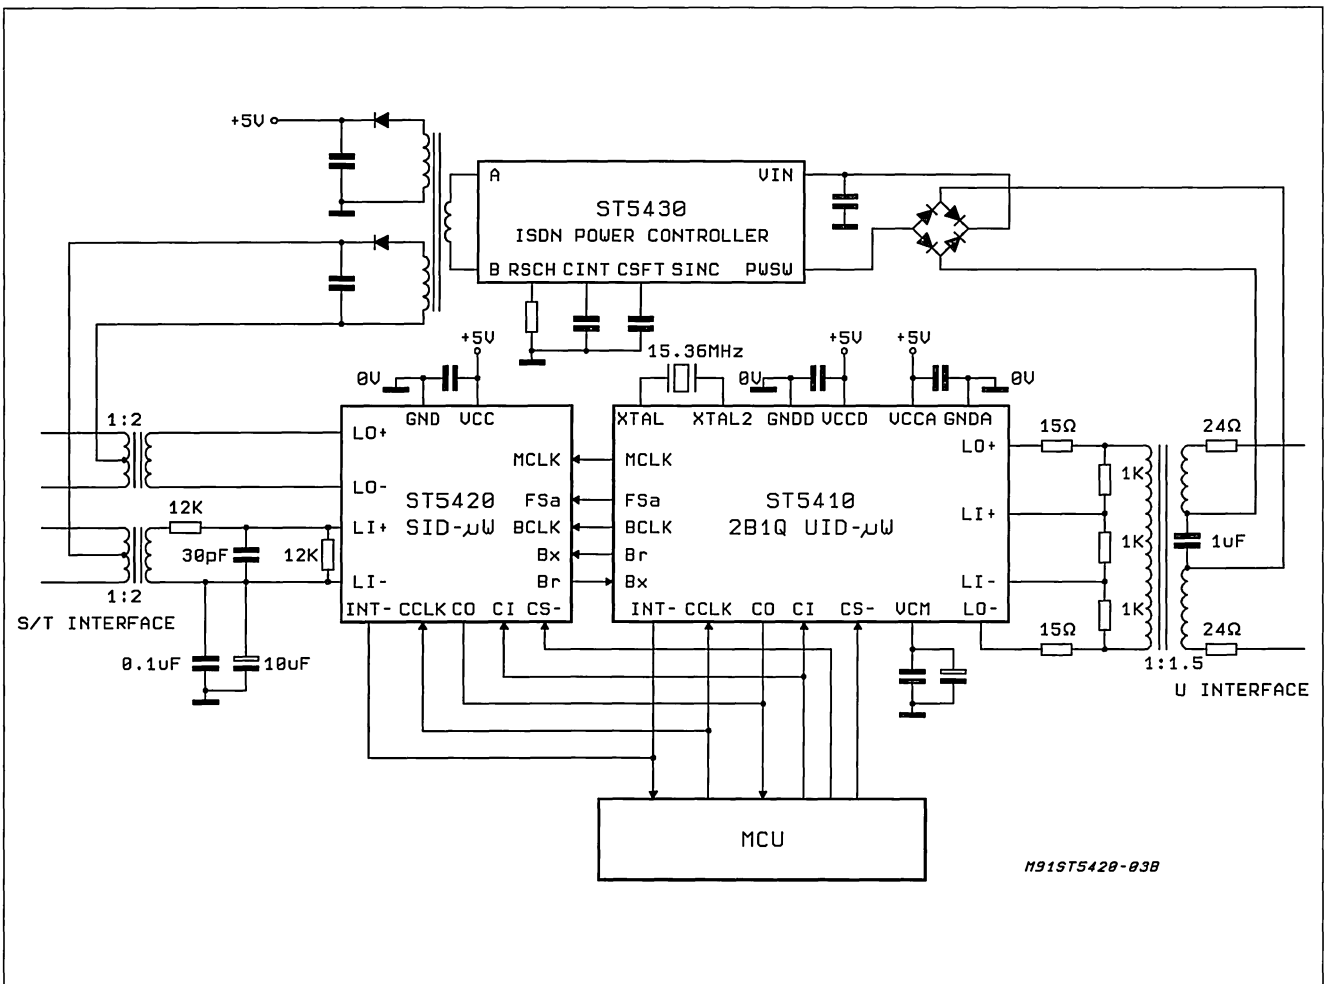 +5V
A
VIN
ST5430
ISDN POWER CONTROLLER
B RSCH CINT CSFT SINC PWSW
+5V
15.36MHz
+5V
+5V
0V
0V
0V
GND VCC
XTAL XTAL2 GNDD VCCD VCCA GNDA
1:2
LO+
LO+
15Ω
24Ω
MCLK
MCLK
1K
LO-
ST5420
FSa
FSa
ST5410
12K
LI+
SID-µW
BCLK
BCLK
2B1Q UID-µW
LI+
1K
1uF
30pF
12K
Bx
Br
LI-
Br
Bx
LI-
1:2
INT- CCLK CO CI CS-
INT- CCLK CO CI CS- VCM LO-
1K
S/T INTERFACE
15Ω
24Ω
0.1uF
10uF
1:1.5
U INTERFACE
MCU
M91ST5420-03B